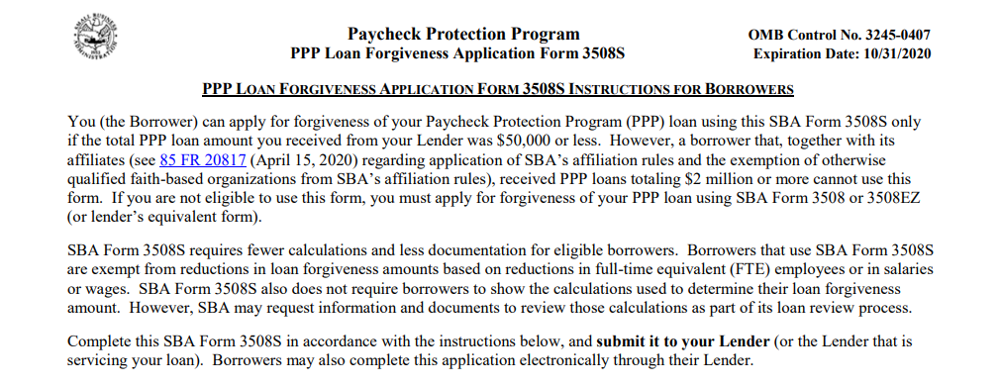 Paycheck Protection Program
OMB Control No. 3245-0407
PPP Loan Forgiveness Application Form 3508S
Expiration Date: 10/31/2020
PPP LOAN FORGIVENESS APPLICATION FORM 3508S INSTRUCTIONS FOR BORROWERS
You (the Borrower) can apply for forgiveness of your Paycheck Protection Program (PPP) loan using this SBA Form 3508S only
if the total PPP loan amount you received from your Lender was $50,000 or less.  However, a borrower that, together with its
affiliates (see 85 FR 20817 (April 15, 2020) regarding application of SBA's affiliation rules and the exemption of otherwise
qualified faith-based organizations from SBA's affiliation rules), received PPP loans totaling $2 million or more cannot use this
form.  If you are not eligible to use this form, you must apply for forgiveness of your PPP loan using SBA Form 3508 or 3508EZ
(or lender's equivalent form).
SBA Form 3508S requires fewer calculations and less documentation for eligible borrowers.  Borrowers that use SBA Form 3508S
are exempt from reductions in loan forgiveness amounts based on reductions in full-time equivalent (FTE) employees or in salaries
or wages.  SBA Form 3508S also does not require borrowers to show the calculations used to determine their loan forgiveness
amount.  However, SBA may request information and documents to review those calculations as part of its loan review process.
Complete this SBA Form 3508S in accordance with the instructions below, and submit it to your Lender (or the Lender that is
servicing your loan).  Borrowers may also complete this application electronically through their Lender.